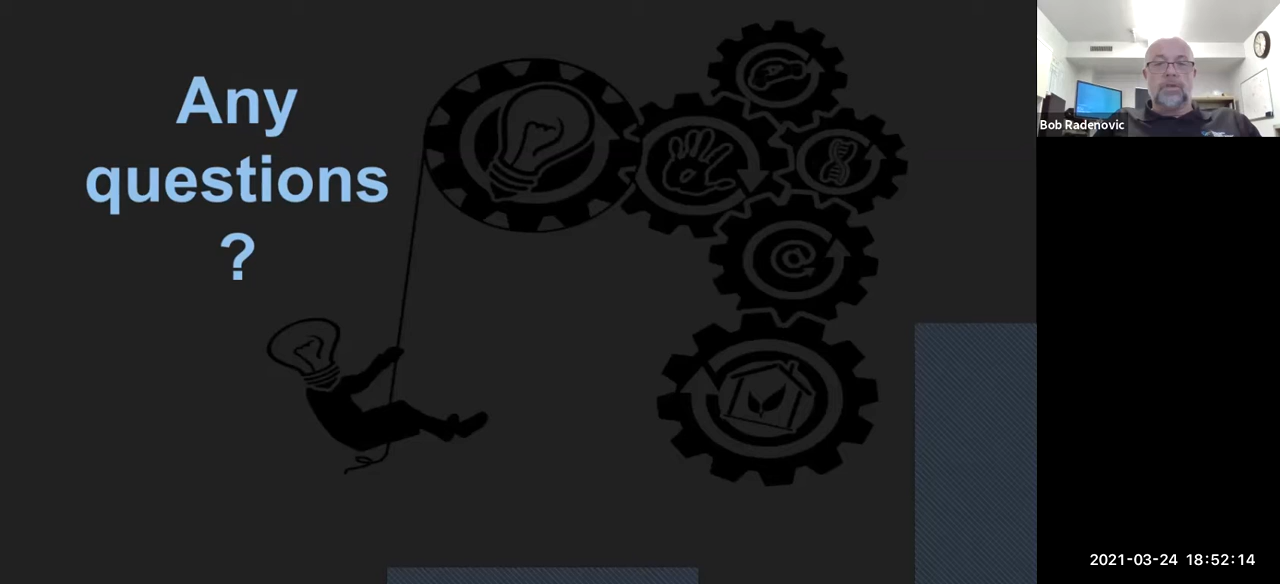 Any
questions
?
@
Bob Radenovic
2021-03-24 18:52:14